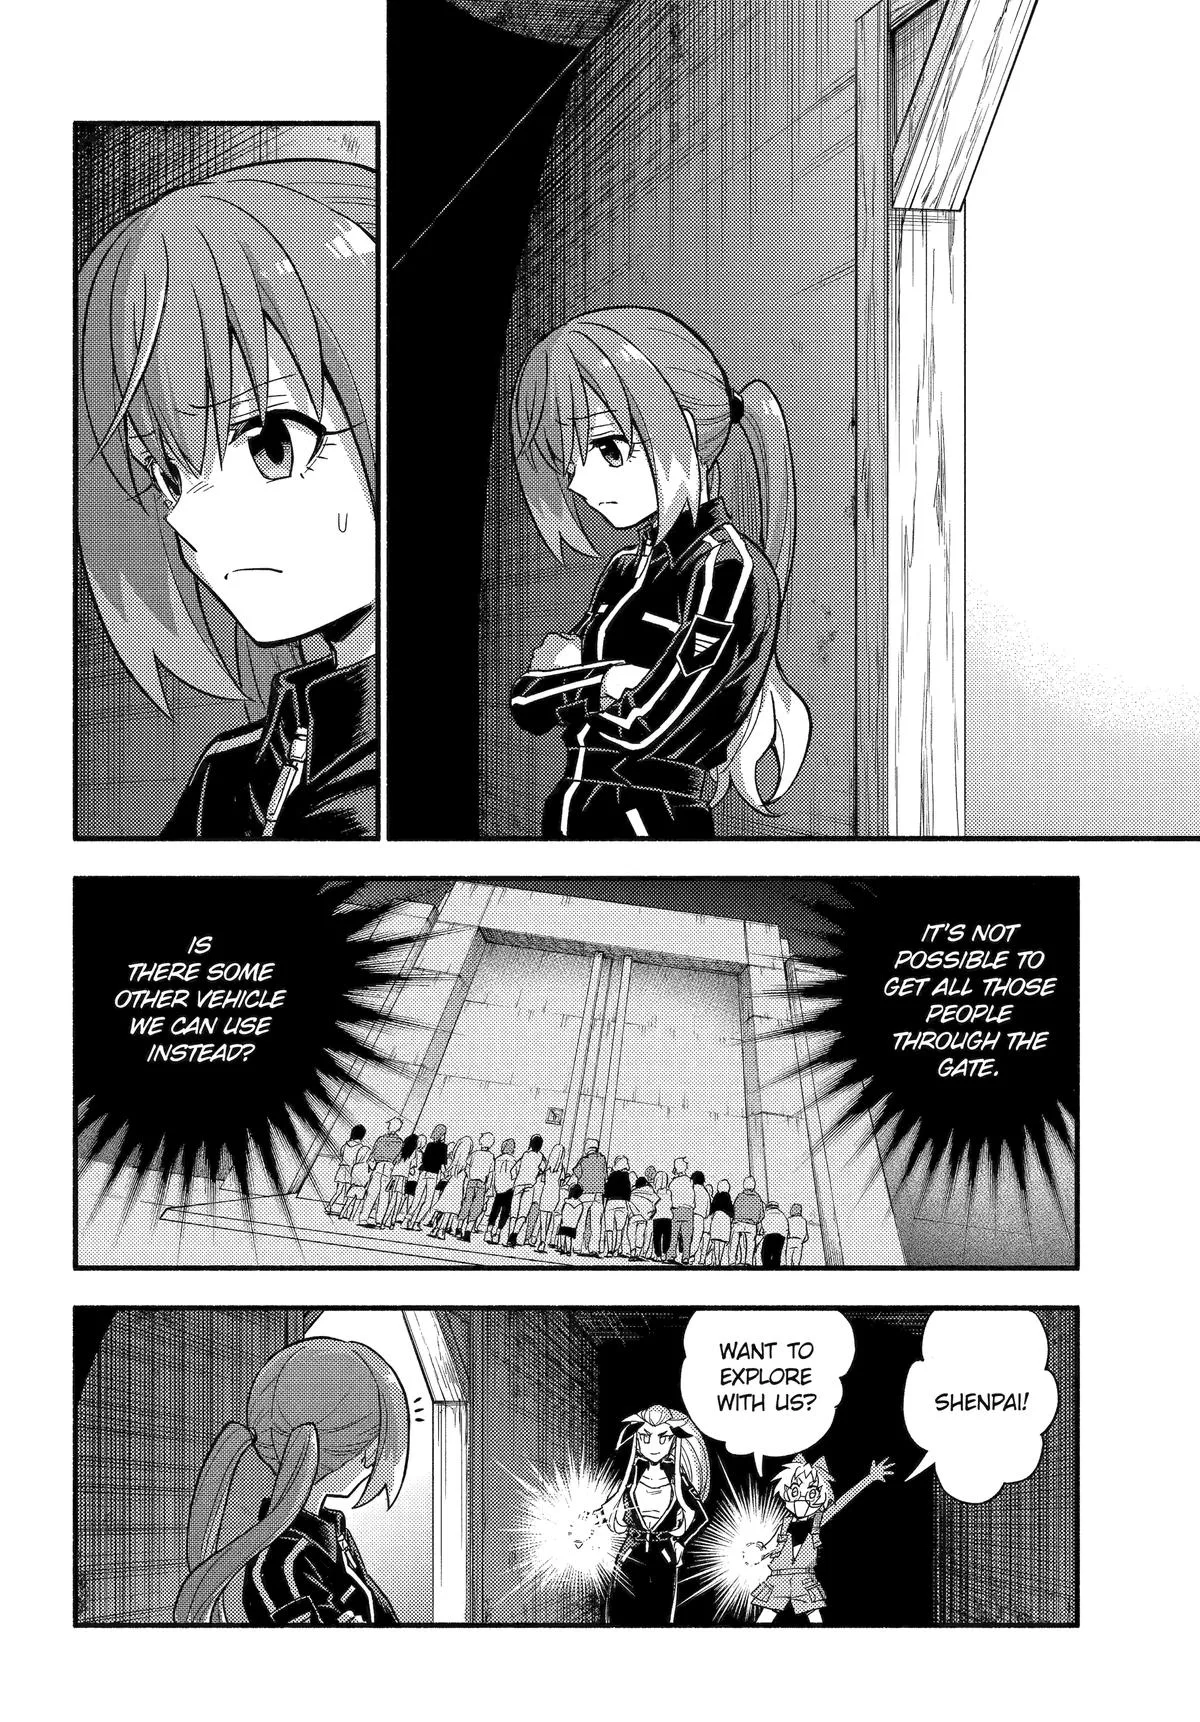 IT'S NOT
POSSIBLE TO
GET ALL THOSE
PEOPLE
THROUGH THE
GATE.
IS
THERE SOME
OTHER VEHICLE
WE CAN USE
INSTEAD?
SHENPAI!
WANT TO
EXPLORE
WITH US?